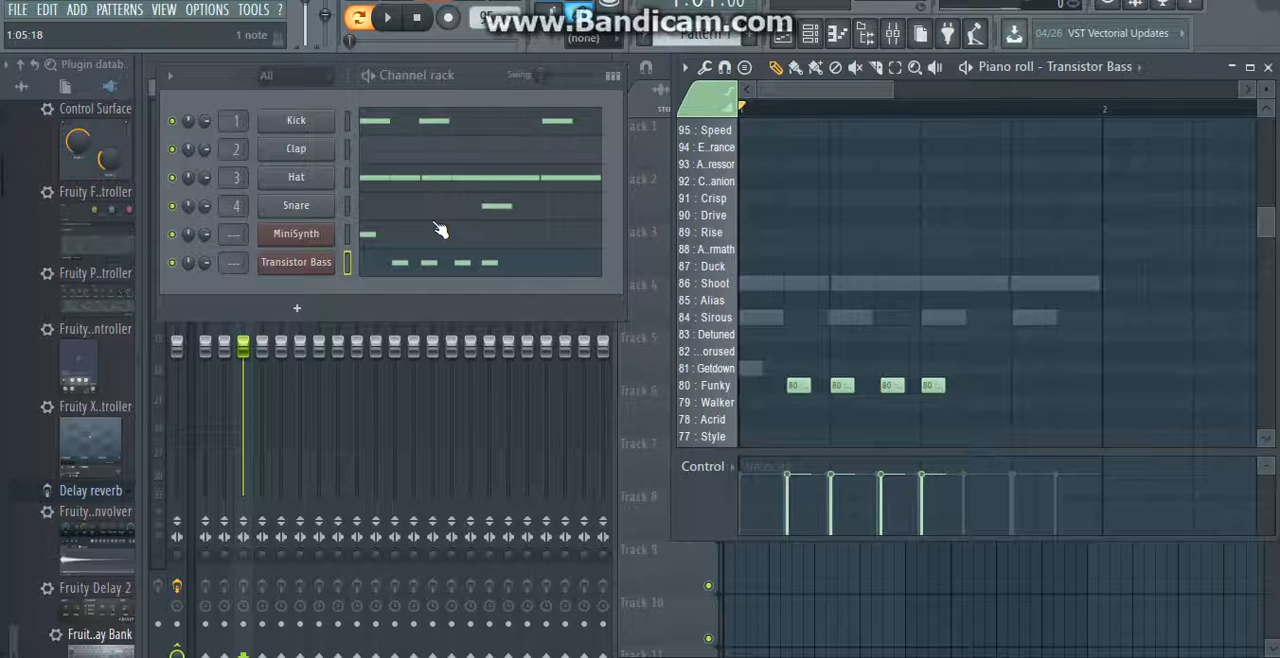 FILE EDIT ADD PATTERNS VIEW OPTIONS TOOLS ?
www.Bandicam.com
1:05:18
1 note
(none)
Pattern 1
04/26 VST Vectorial Updates
Plugin datab.
All
Channel rack
Swing
Piano roll - Transistor Bass
Control Surface
Fruity F..troller
Fruity P..troller
Fruity..ntroller
Fruity X..troller
Delay reverb
Fruity..nvolver
Fruity Delay 2
Fruit..ay Bank
1 Kick
2 Clap
3 Hat
4 Snare
--- MiniSynth
--- Transistor Bass
+
Track 2
Track 3
Track 4
Track 5
Track 6
Track 7
Track 8
Track 9
Track 10
2
95 : Speed
94 : E..rance
93 : A..ressor
92 : C..anion
91 : Crisp
90 : Drive
89 : Rise
88 : A..rmath
87 : Duck
86 : Shoot
85 : Alias
84 : Sirous
83 : Detuned
82 : ..orused
81 : Getdown
80 : Funky
79 : Walker
78 : Acrid
77 : Style
80 :..
80 :..
80 :..
80 :..
Control
Velocity